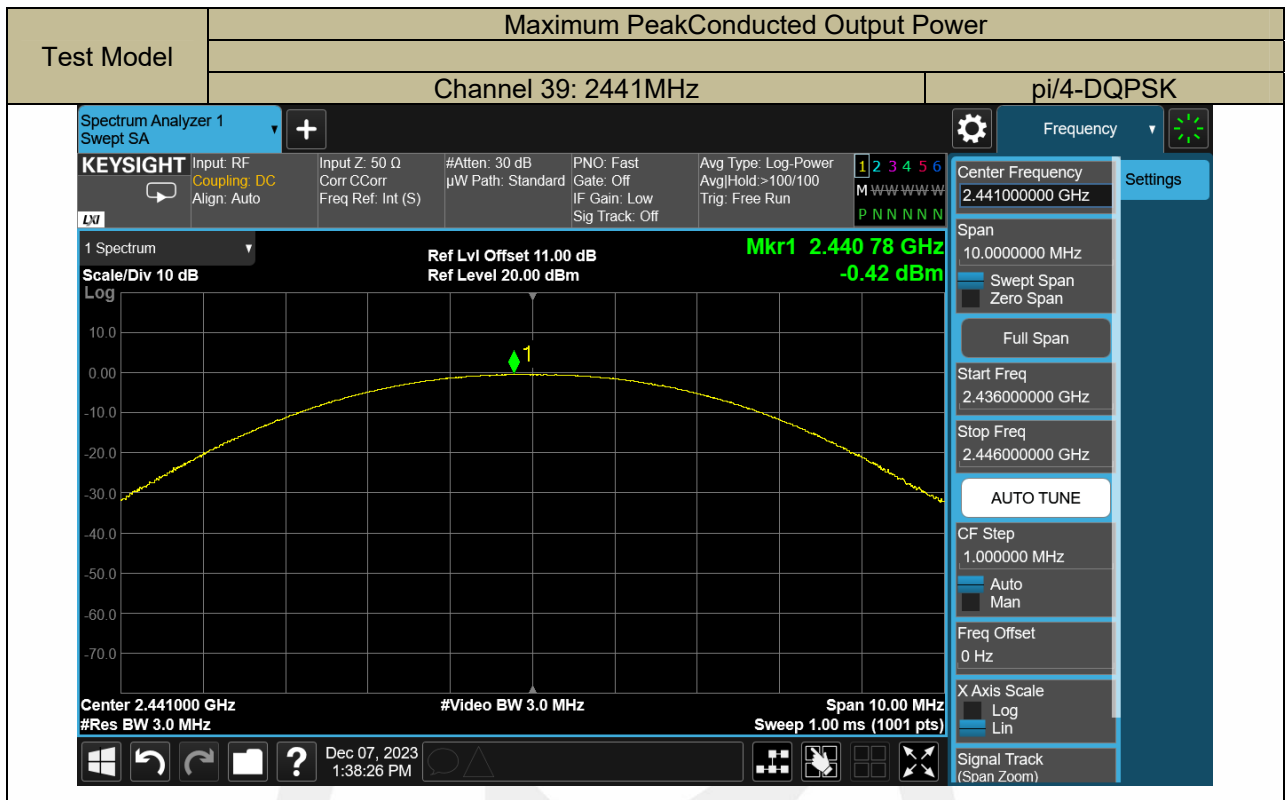 Test Model
Maximum PeakConducted Output Power
Channel 39: 2441MHz
pi/4-DQPSK
Spectrum Analyzer 1
Swept SA
Frequency
KEYSIGHT
LXI
Input: RF
Coupling: DC
Align: Auto
Input Z: 50 Ω
Corr CCorr
Freq Ref: Int (S)
#Atten: 30 dB
µW Path: Standard
PNO: Fast
Gate: Off
IF Gain: Low
Sig Track: Off
Avg Type: Log-Power
Avg|Hold:>100/100
Trig: Free Run
1 2 3 4 5 6
M W W W W W
P N N N N N
1 Spectrum
Scale/Div 10 dB
Log
Ref Lvl Offset 11.00 dB
Ref Level 20.00 dBm
Mkr1 2.440 78 GHz
-0.42 dBm
1
10.0
0.00
-10.0
-20.0
-30.0
-40.0
-50.0
-60.0
-70.0
Center 2.441000 GHz
#Res BW 3.0 MHz
#Video BW 3.0 MHz
Span 10.00 MHz
Sweep 1.00 ms (1001 pts)
Center Frequency
2.441000000 GHz
Settings
Span
10.0000000 MHz
Swept Span
Zero Span
Full Span
Start Freq
2.436000000 GHz
Stop Freq
2.446000000 GHz
AUTO TUNE
CF Step
1.000000 MHz
Auto
Man
Freq Offset
0 Hz
X Axis Scale
Log
Lin
Signal Track
(Span Zoom)
?
Dec 07, 2023
1:38:26 PM